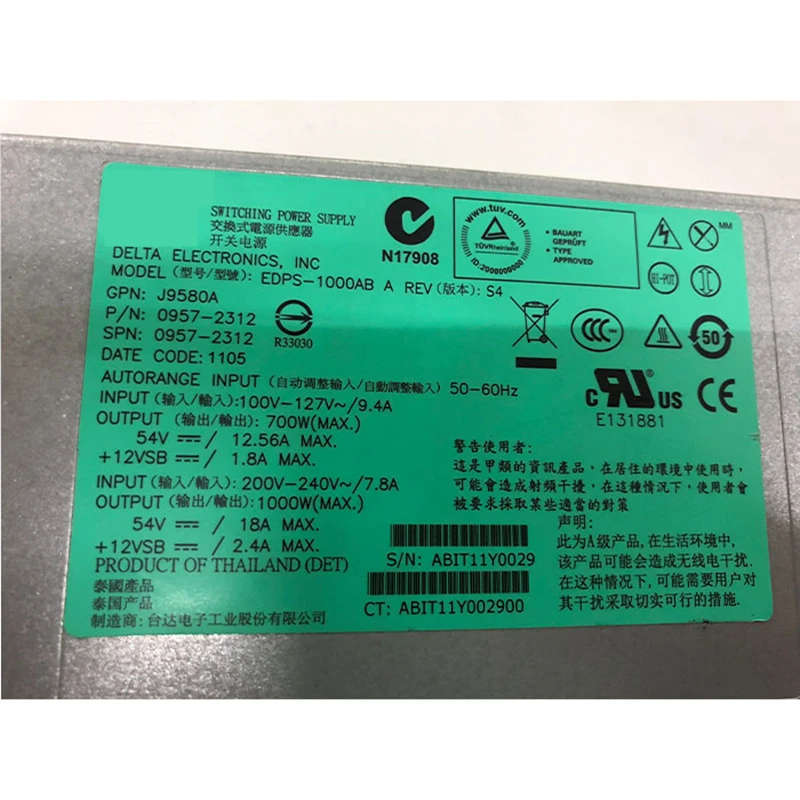 SWITCHING POWER SUPPLY
交換式電源供應器
开关电源
DELTA ELECTRONICS, INC
MODEL (型号/型號): EDPS-1000AB A REV (版本): S4
GPN: J9580A
P/N: 0957-2312
SPN: 0957-2312
DATE CODE: 1105
R33030
N17908
www.tuv.com
TÜVRheinland
ID:2000000000
• BAUART
GEPRÜFT
• TYPE
APPROVED
MM
HI-POT
CCC
50
AUTORANGE INPUT (自动调整输入/自動調整輸入) 50-60Hz
INPUT (输入/輸入): 100V-127V~/9.4A
OUTPUT (输出/輸出): 700W(MAX.)
54V ⎓ / 12.56A MAX.
+12VSB ⎓ / 1.8A MAX.
INPUT (输入/輸入): 200V-240V~/7.8A
OUTPUT (输出/輸出): 1000W(MAX.)
54V ⎓ / 18A MAX.
+12VSB ⎓ / 2.4A MAX.
PRODUCT OF THAILAND (DET)
泰國產品
泰国产品
制造商: 台达电子工业股份有限公司
c RU® US CE
E131881
警告使用者:
這是甲類的資訊產品, 在居住的環境中使用時,
可能會造成射頻干擾, 在這種情況下, 使用者會
被要求採取某些適當的對策
声明:
此为A级产品, 在生活环境中,
该产品可能会造成无线电干扰.
在这种情况下, 可能需要用户对
其干扰采取切实可行的措施.
S/N: ABIT11Y0029
CT: ABIT11Y002900